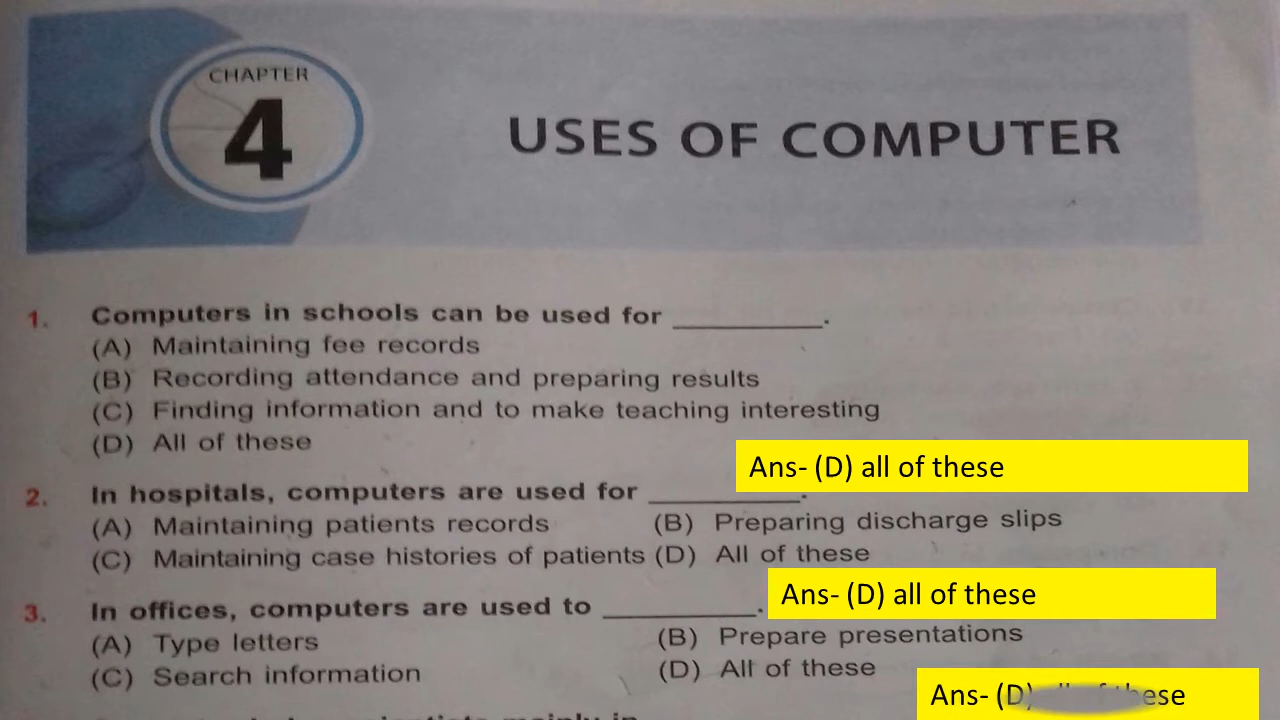 CHAPTER
4
USES OF COMPUTER
1. Computers in schools can be used for __________.
(A) Maintaining fee records
(B) Recording attendance and preparing results
(C) Finding information and to make teaching interesting
(D) All of these
Ans- (D) all of these
2. In hospitals, computers are used for __________.
(A) Maintaining patients records (B) Preparing discharge slips
(C) Maintaining case histories of patients (D) All of these
Ans- (D) all of these
3. In offices, computers are used to __________.
(A) Type letters (B) Prepare presentations
(C) Search information (D) All of these
Ans- (D)